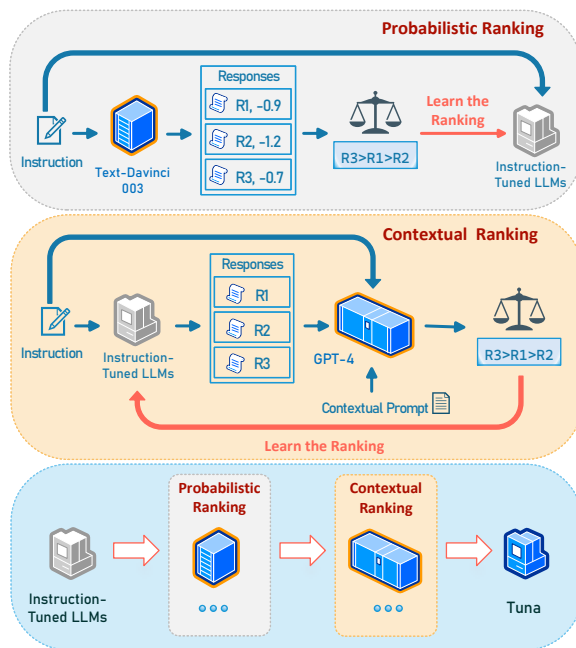 Probabilistic Ranking
Responses
R1, -0.9
R2, -1.2
R3, -0.7
Instruction
Text-Davinci
003
R3>R1>R2
Learn the
Ranking
Instruction-
Tuned LLMs
Contextual Ranking
Responses
R1
R2
R3
Instruction
Instruction-
Tuned LLMs
GPT-4
Contextual Prompt
R3>R1>R2
Learn the Ranking
Probabilistic
Ranking
Contextual
Ranking
Instruction-
Tuned LLMs
Tuna